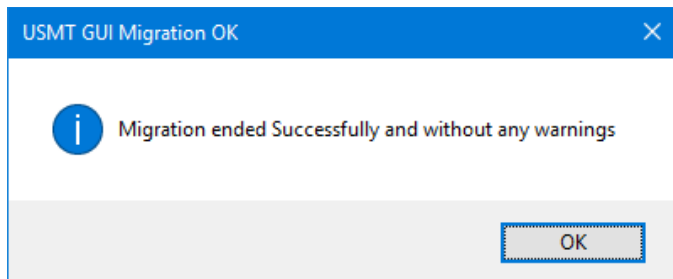 USMT GUI Migration OK
Migration ended Successfully and without any warnings
OK